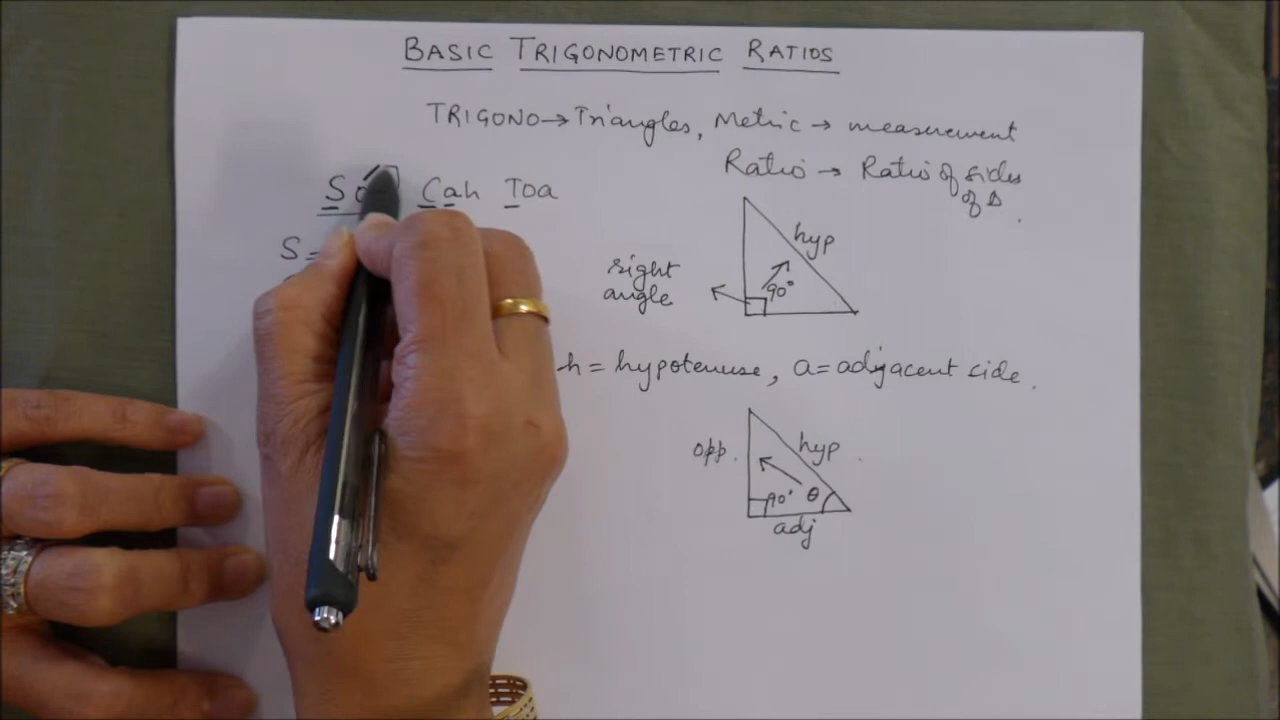 BASIC TRIGONOMETRIC RATIOS
TRIGONO→Triangles, Metric → measurement
Ratio → Ratio of sides
of Δ.
S Cah Toa
S =
hyp
right
angle
90°
h = hypotenuse, a = adjacent side.
opp.
hyp.
90° θ
adj